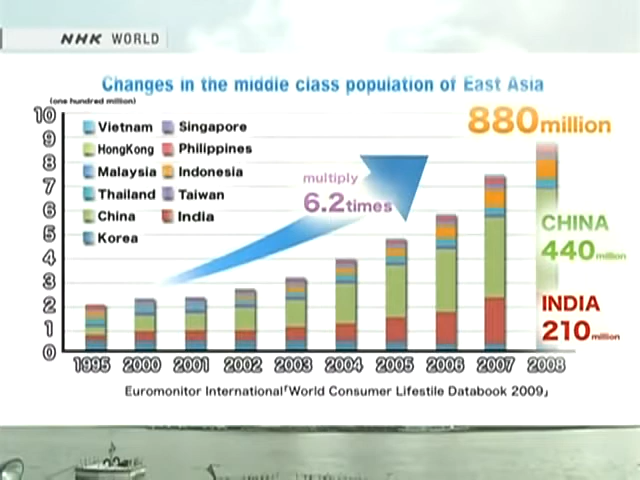 NHK WORLD
Changes in the middle class population of East Asia
(one hundred million)
10
9
8
7
6
5
4
3
2
1
0
Vietnam
Singapore
HongKong
Philippines
Malaysia
Indonesia
Thailand
Taiwan
China
India
Korea
multiply
6.2times
880million
CHINA
440million
INDIA
210million
1995 2000 2001 2002 2003 2004 2005 2006 2007 2008
Euromonitor International「World Consumer Lifestile Databook 2009」